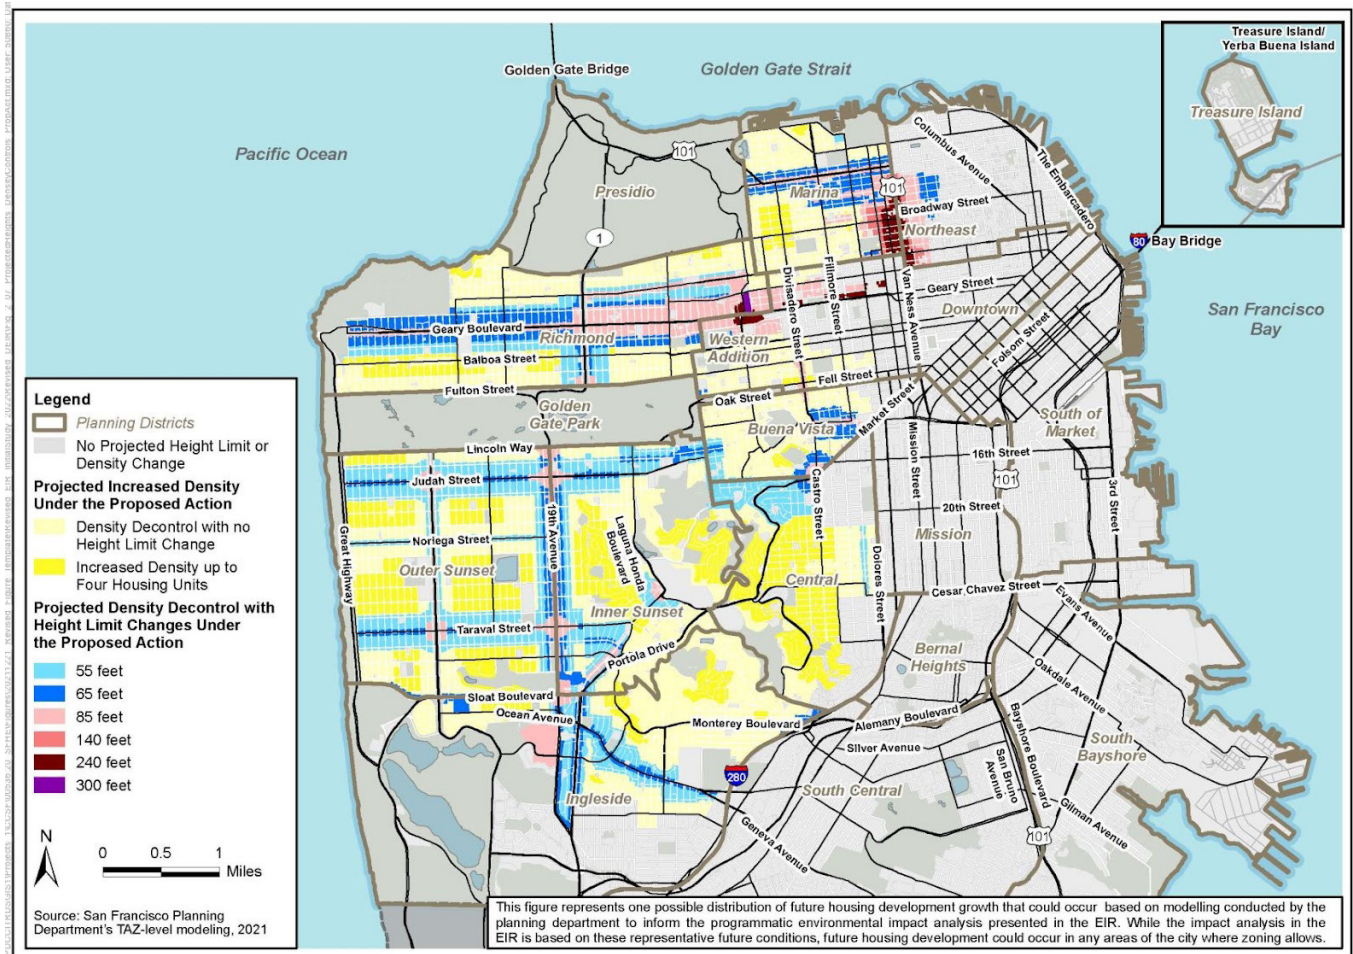 Treasure Island/
Yerba Buena Island
Treasure Island
Golden Gate Bridge
Golden Gate Strait
Pacific Ocean
101
Presidio
1
Columbus Avenue
The Embarcadero
Marina
101
Broadway Street
Northeast
80
Bay Bridge
San Francisco
Bay
Divisadero Street
Fillmore Street
Van Ness Avenue
Geary Street
Downtown
Folsom Street
Geary Boulevard
Richmond
Western
Addition
Balboa Street
Fulton Street
Fell Street
Oak Street
Golden
Gate Park
Buena Vista
Market Street
South of
Market
Lincoln Way
Judah Street
Mission Street
16th Street
101
3rd Street
Castro Street
20th Street
Great Highway
19th Avenue
Laguna Honda
Boulevard
Noriega Street
Mission
Outer Sunset
Central
Dolores Street
Cesar Chavez Street
Evans Avenue
Inner Sunset
Taraval Street
Portola Drive
Bernal
Heights
Oakdale Avenue
Sloat Boulevard
Ocean Avenue
Monterey Boulevard
Alemany Boulevard
Silver Avenue
San Bruno
Avenue
Bayshore Boulevard
South
Bayshore
280
Ingleside
South Central
Gilman Avenue
Geneva Avenue
101
Legend
Planning Districts
No Projected Height Limit or
Density Change
Projected Increased Density
Under the Proposed Action
Density Decontrol with no
Height Limit Change
Increased Density up to
Four Housing Units
Projected Density Decontrol with
Height Limit Changes Under
the Proposed Action
55 feet
65 feet
85 feet
140 feet
240 feet
300 feet
N
0 0.5 1
Miles
Source: San Francisco Planning
Department's TAZ-level modeling, 2021
This figure represents one possible distribution of future housing development growth that could occur based on modelling conducted by the
planning department to inform the programmatic environmental impact analysis presented in the EIR. While the impact analysis in the
EIR is based on these representative future conditions, future housing development could occur in any areas of the city where zoning allows.